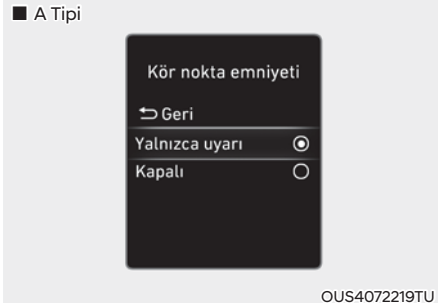 ■ A Tipi
Kör nokta emniyeti
Geri
Yalnızca uyarı
Kapalı
OUS4072219TU